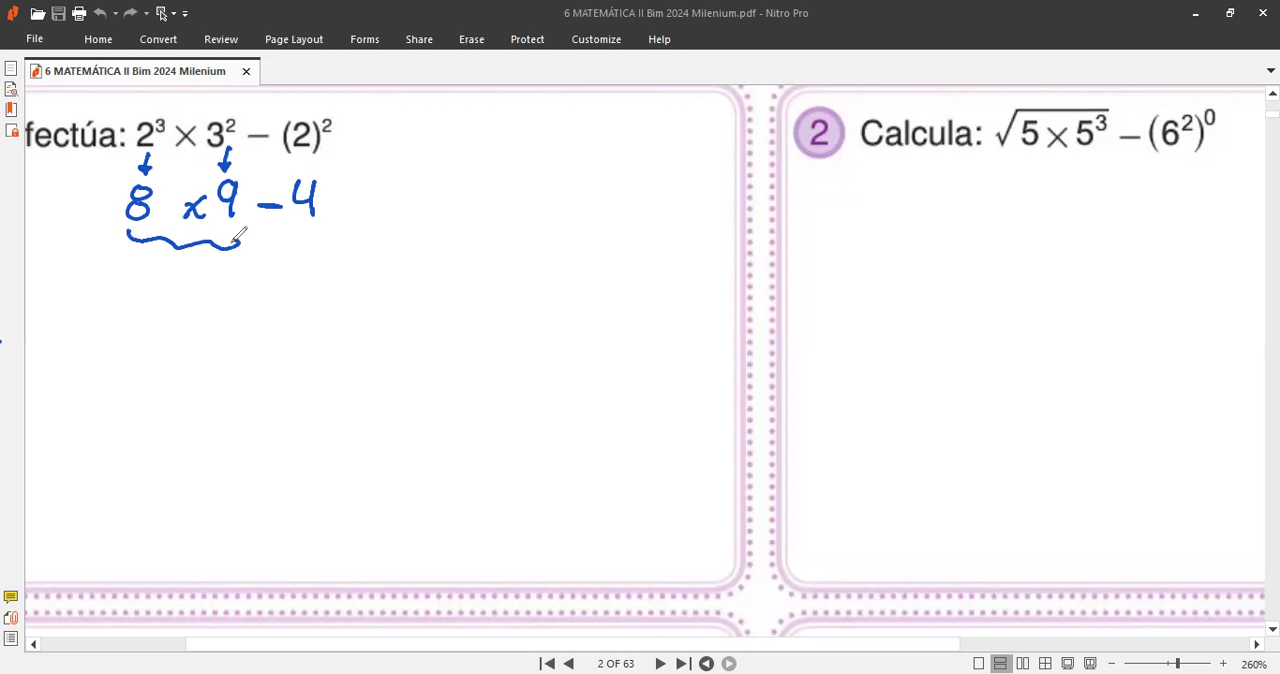 6 MATEMÁTICA II Bim 2024 Milenium.pdf - Nitro Pro
File Home Convert Review Page Layout Forms Share Erase Protect Customize Help
6 MATEMÁTICA II Bim 2024 Milenium
fectúa: 2³ × 3² − (2)²
8 x 9 − 4
2 Calcula: √(5 × 5³) − (6²)⁰
2 OF 63
260%